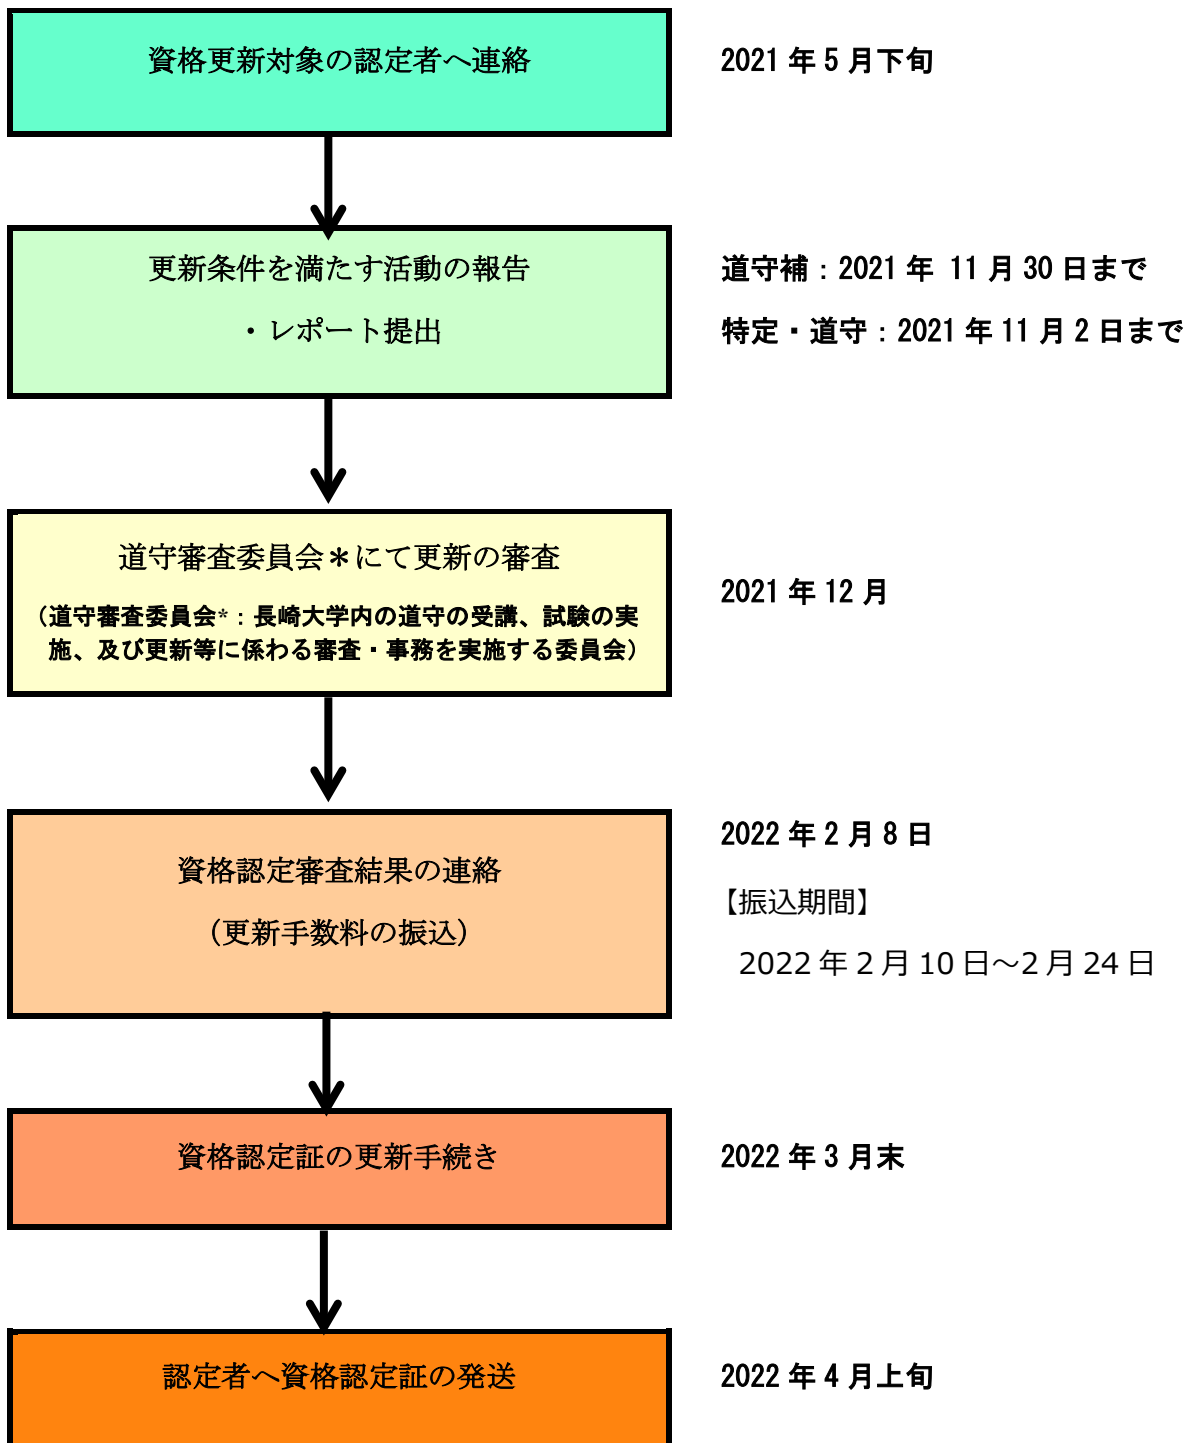 資格更新対象の認定者へ連絡
2021年5月下旬
更新条件を満たす活動の報告
・レポート提出
道守補：2021年 11月30日まで
特定・道守：2021年11月2日まで
道守審査委員会＊にて更新の審査
（道守審査委員会*：長崎大学内の道守の受講、試験の実
施、及び更新等に係わる審査・事務を実施する委員会）
2021年12月
資格認定審査結果の連絡
（更新手数料の振込）
2022年2月8日
【振込期間】
2022年2月10日～2月24日
資格認定証の更新手続き
2022年3月末
認定者へ資格認定証の発送
2022年4月上旬